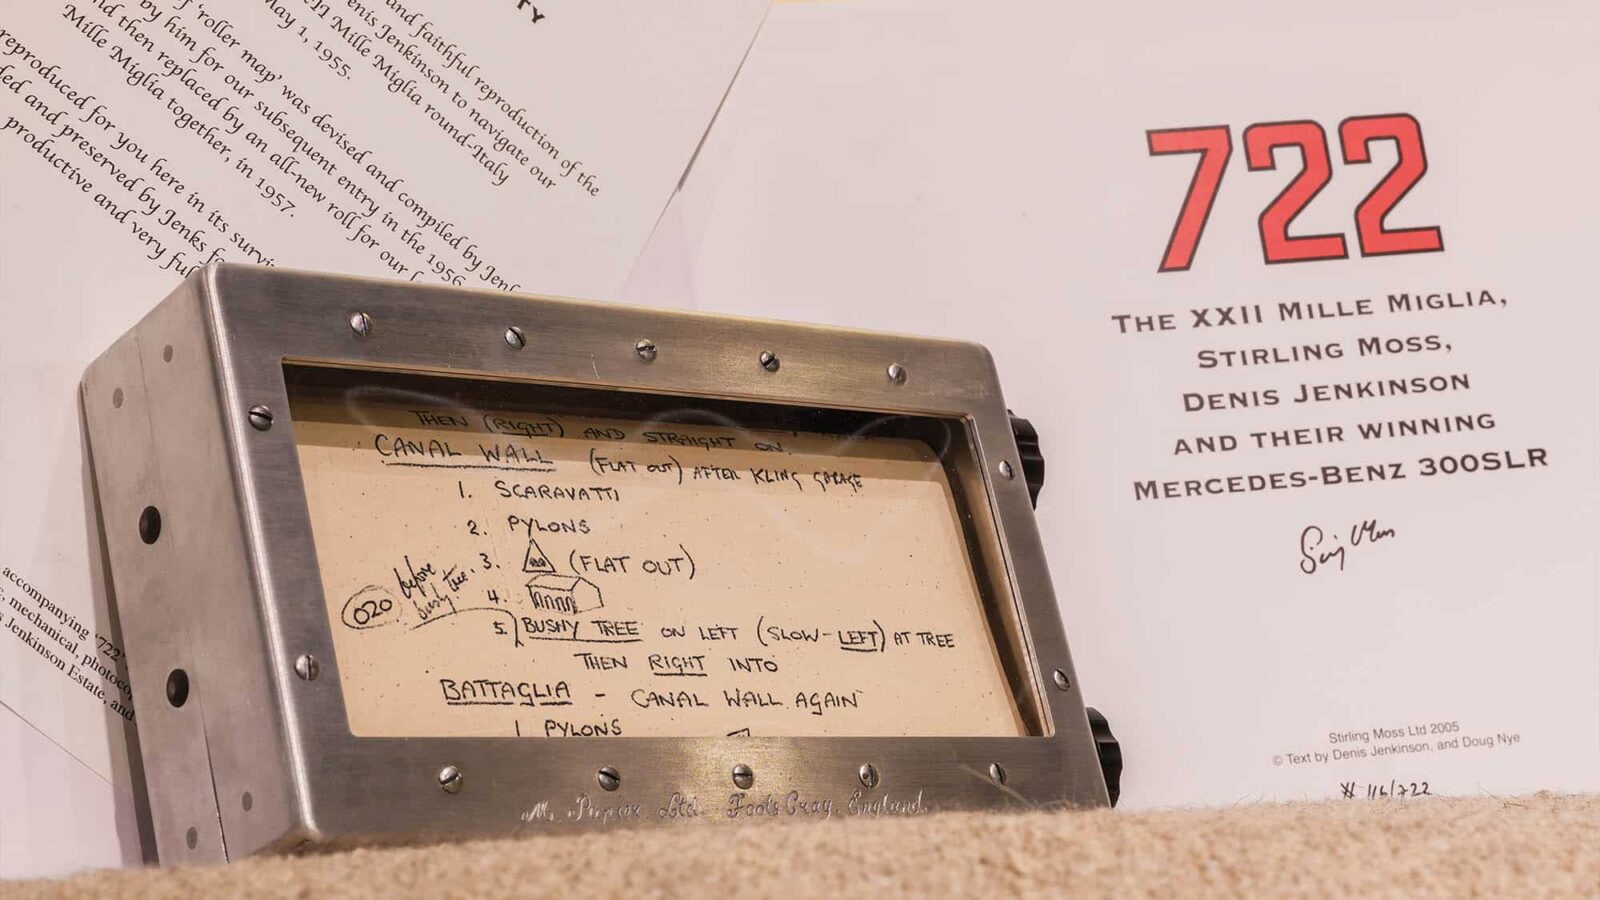 TY
and faithful reproduction of the
enis Jenkinson to navigate our
Mille Miglia round-Italy
May 1, 1955.
'roller map' was devised and compiled by
by him for our subsequent entry in the 1956
nd then replaced by an all-new roll for our
Mille Miglia together, in 1957.
reproduced for you here in its
and preserved by Jenks
productive and very
accompanying '722'
mechanical,
Jenkinson Estate, and
THEN (RIGHT) AND STRAIGHT ON.
CANAL WALL (FLAT OUT) AFTER KLING GARAGE
1. SCARAVATTI
2. PYLONS
3. (FLAT OUT)
before
bushy tree.
4.
020
5. BUSHY TREE ON LEFT (SLOW-LEFT) AT TREE
THEN RIGHT INTO
BATTAGLIA - CANAL WALL AGAIN
1 PYLONS
Ltd. England.
722
THE XXII MILLE MIGLIA,
STIRLING MOSS,
DENIS JENKINSON
AND THEIR WINNING
MERCEDES-BENZ 300SLR
Stirling Moss Ltd 2005
© Text by Denis Jenkinson, and Doug Nye
# 116/722